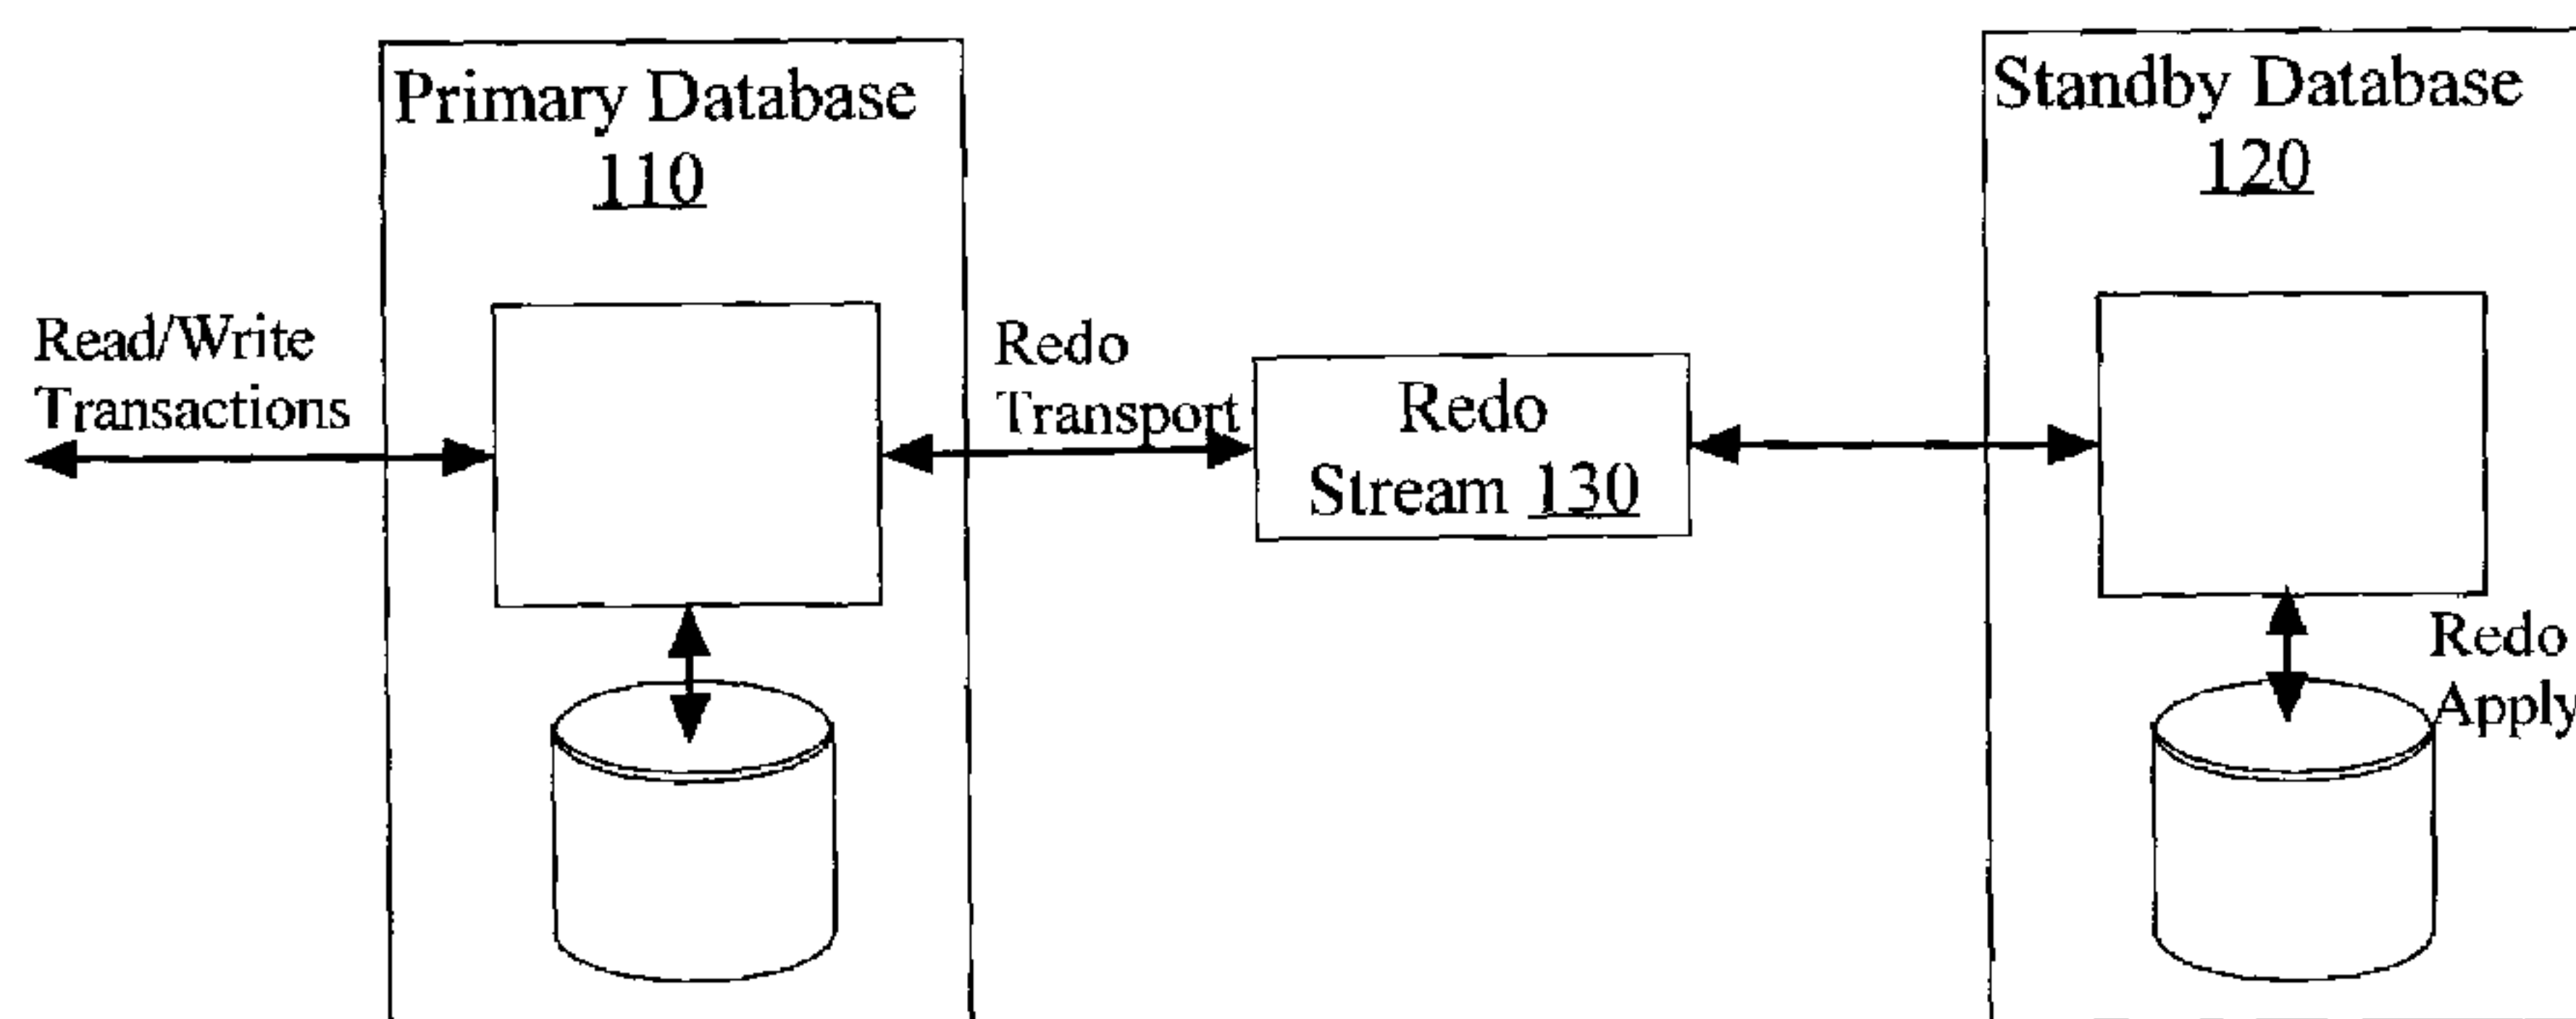 Primary Database
110
Standby Database
120
Read/Write
Transactions
Redo
Transport
Redo
Stream 130
Redo
Apply